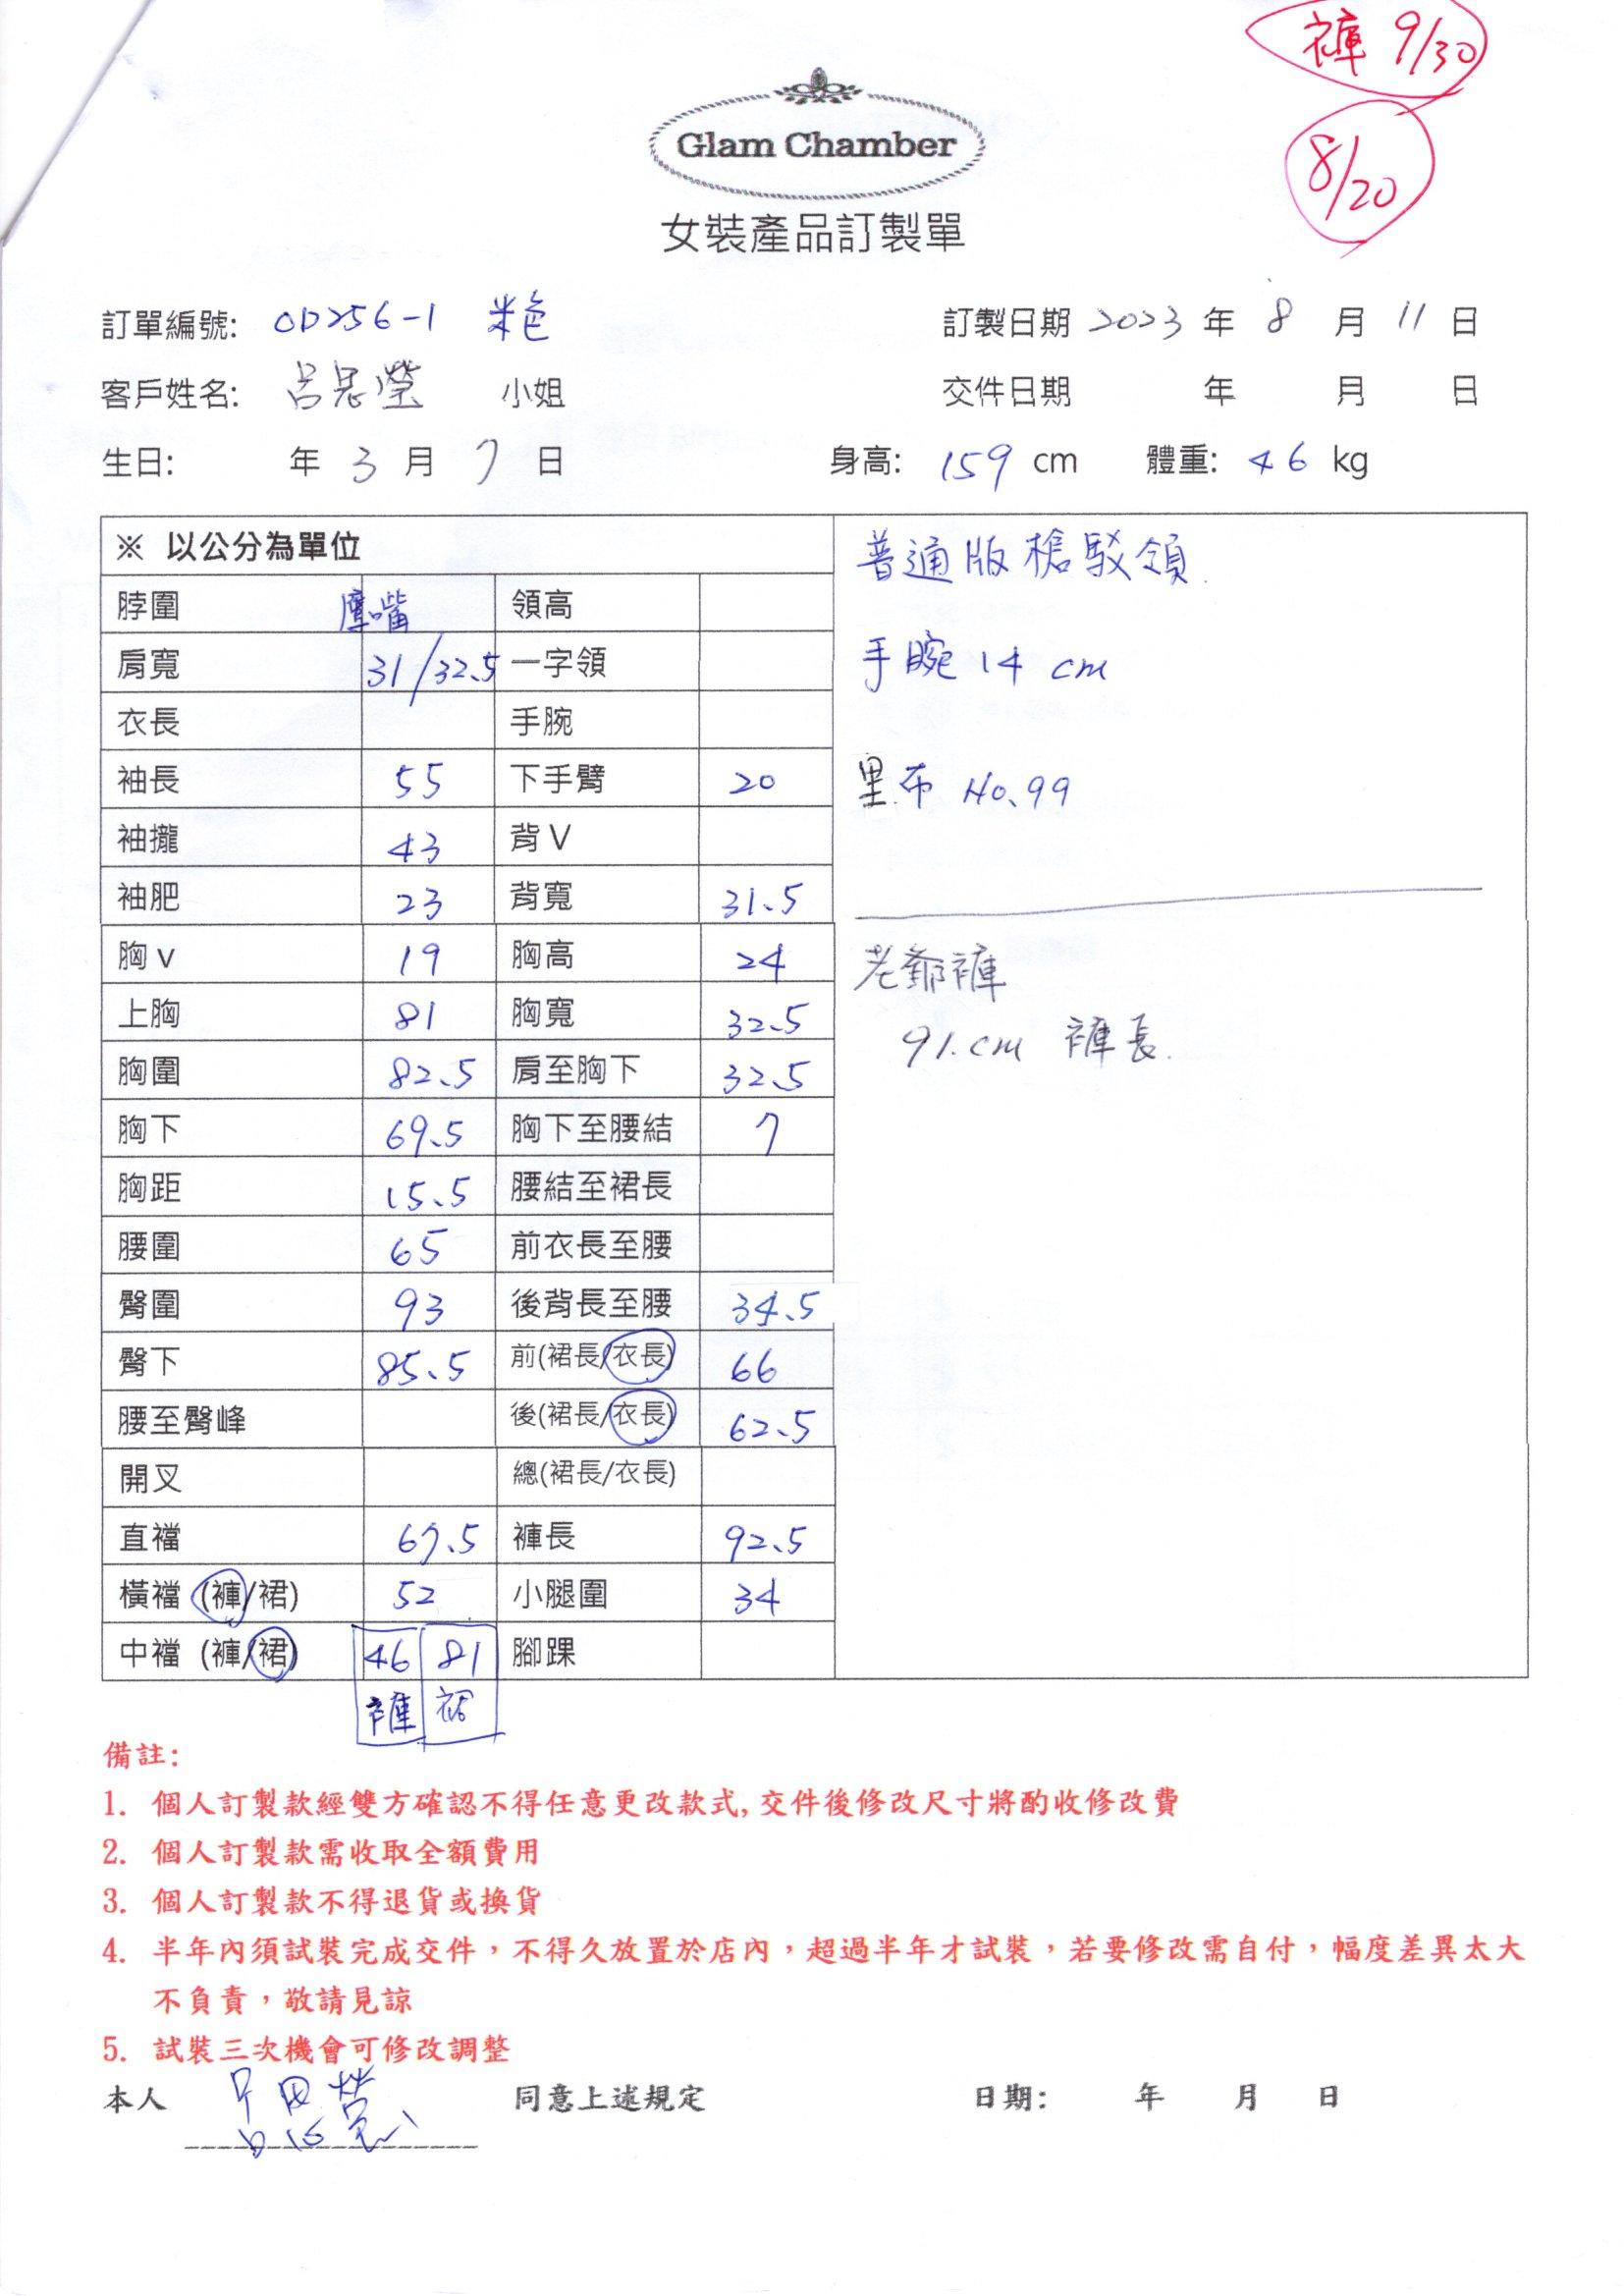 褲 9/30
8/20
Glam Chamber
女裝產品訂製單
訂單編號: OD256-1 米色 訂製日期 2023 年 8 月 11 日
客戶姓名: 呂思瑩 小姐 交件日期 年 月 日
生日: 年 3 月 7 日 身高: 159 cm 體重: 46 kg
※ 以公分為單位
普通版槍駁領
脖圍 鷹嘴 領高
肩寬 31/32.5 一字領
手腕 14 cm
衣長 手腕
袖長 55 下手臂 20
里布 No.99
袖攏 43 背V
袖肥 23 背寬 31.5
胸v 19 胸高 24
老爺褲
上胸 81 胸寬 32.5
91.cm 褲長.
胸圍 82.5 肩至胸下 32.5
胸下 69.5 胸下至腰結 7
胸距 15.5 腰結至裙長
腰圍 65 前衣長至腰
臀圍 93 後背長至腰 34.5
臀下 85.5 前(裙長/衣長) 66
腰至臀峰 後(裙長/衣長) 62.5
開叉 總(裙長/衣長)
直襠 67.5 褲長 92.5
橫襠 (褲/裙) 52 小腿圍 34
中襠 (褲/裙) 46 81 腳踝
褲 裙
備註:
1. 個人訂製款經雙方確認不得任意更改款式,交件後修改尺寸將酌收修改費
2. 個人訂製款需收取全額費用
3. 個人訂製款不得退貨或換貨
4. 半年內須試裝完成交件，不得久放置於店內，超過半年才試裝，若要修改需自付，幅度差異太大
不負責，敬請見諒
5. 試裝三次機會可修改調整
本人 呂思瑩 同意上述規定 日期: 年 月 日